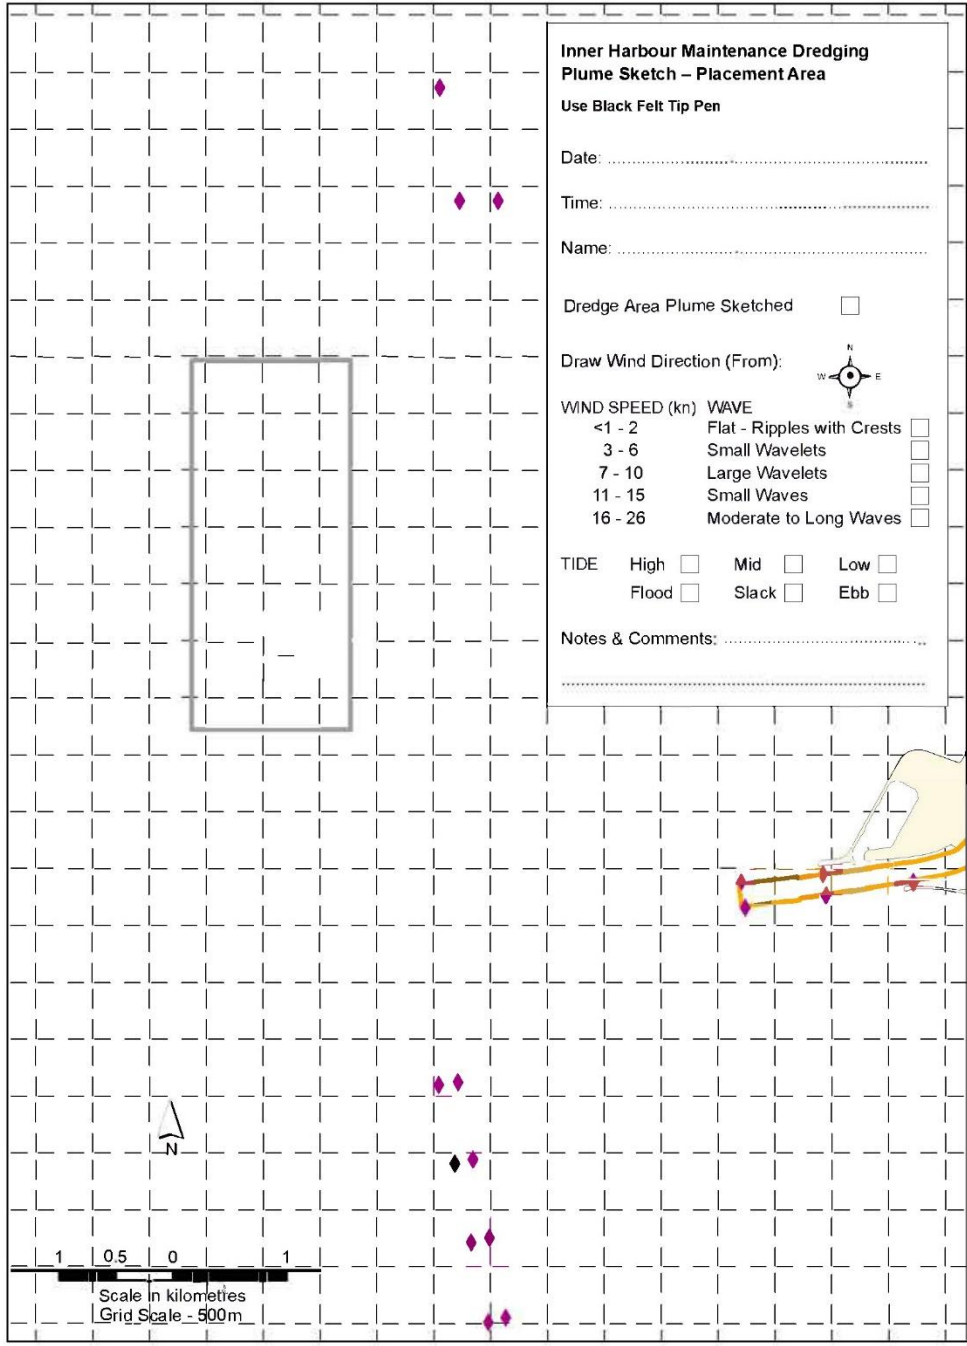 Inner Harbour Maintenance Dredging
Plume Sketch – Placement Area
Use Black Felt Tip Pen
Date:
Time:
Name:
Dredge Area Plume Sketched
Draw Wind Direction (From):
N
W E
S
WIND SPEED (kn) WAVE
<1 - 2 Flat - Ripples with Crests
3 - 6 Small Wavelets
7 - 10 Large Wavelets
11 - 15 Small Waves
16 - 26 Moderate to Long Waves
TIDE High Mid Low
Flood Slack Ebb
Notes & Comments:
N
1 0.5 0 1
Scale in kilometres
Grid Scale - 500m